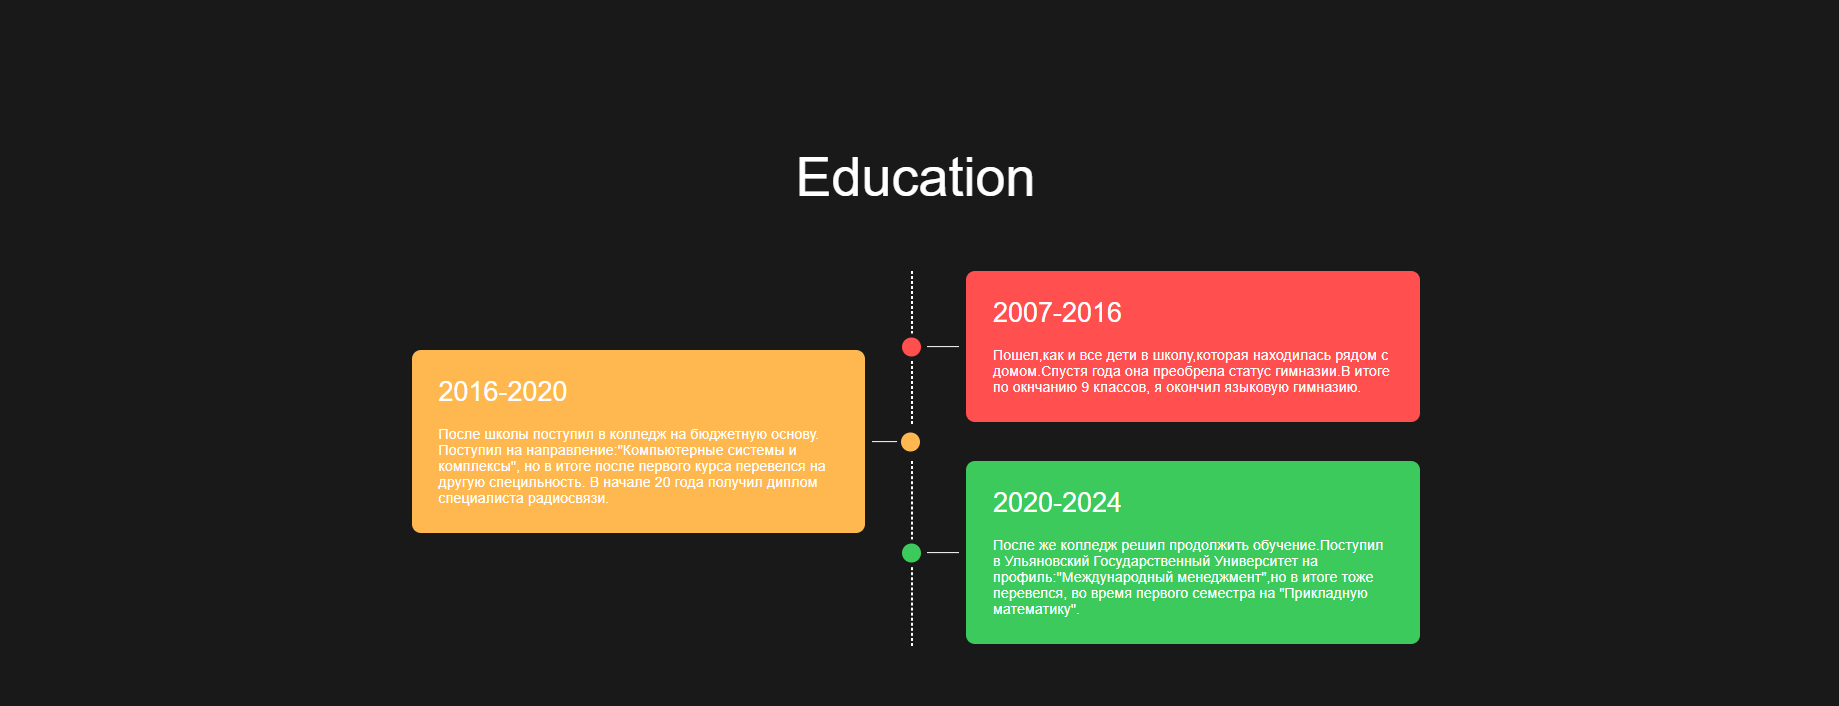 Education
2007-2016
Пошел,как и все дети в школу,которая находилась рядом с
домом.Спустя года она преобрела статус гимназии.В итоге
по окнчанию 9 классов, я окончил языковую гимназию.
2016-2020
После школы поступил в колледж на бюджетную основу.
Поступил на направление:"Компьютерные системы и
комплексы", но в итоге после первого курса перевелся на
другую специльность. В начале 20 года получил диплом
специалиста радиосвязи.
2020-2024
После же колледж решил продолжить обучение.Поступил
в Ульяновский Государственный Университет на
профиль:"Международный менеджмент",но в итоге тоже
перевелся, во время первого семестра на "Прикладную
математику".